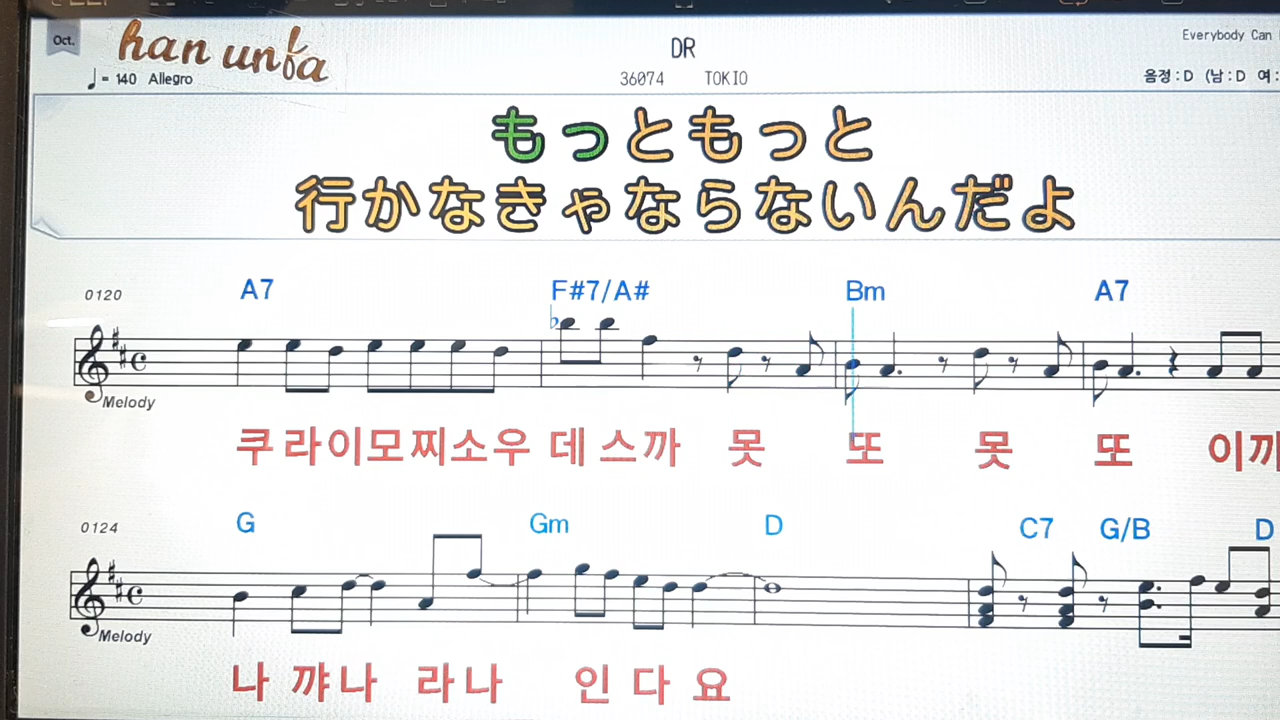 Oct.
han unfa
DR
Everybody Can
= 140 Allegro
36074 TOKIO
음정:D (남:D 여:
もっともっと
行かなきゃならないんだよ
A7 F#7/A# Bm A7
0120
Melody
쿠라이모찌소우 데스까 못 또 못 또 이끼
G Gm D C7 G/B D
0124
Melody
나 꺄나 라나 인다요